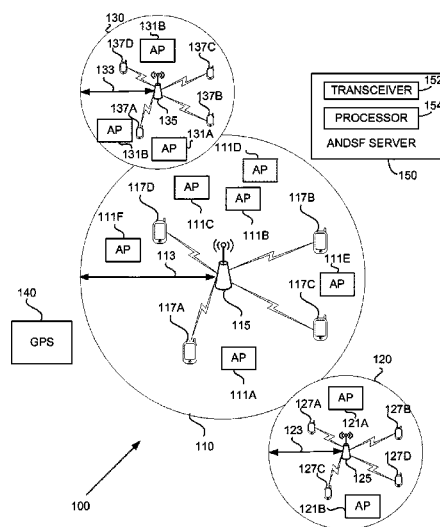 130
131B
137D
AP
137C
133
137B
137A
135
AP
AP
131A
131B
152
TRANSCEIVER
154
PROCESSOR
ANDSF SERVER
150
111D
AP
117D
AP
AP
117B
111F
111C
111B
AP
113
111E
AP
140
GPS
115
117C
117A
AP
111A
120
110
127A
AP
127B
121A
123
127D
127C
125
100
AP
121B